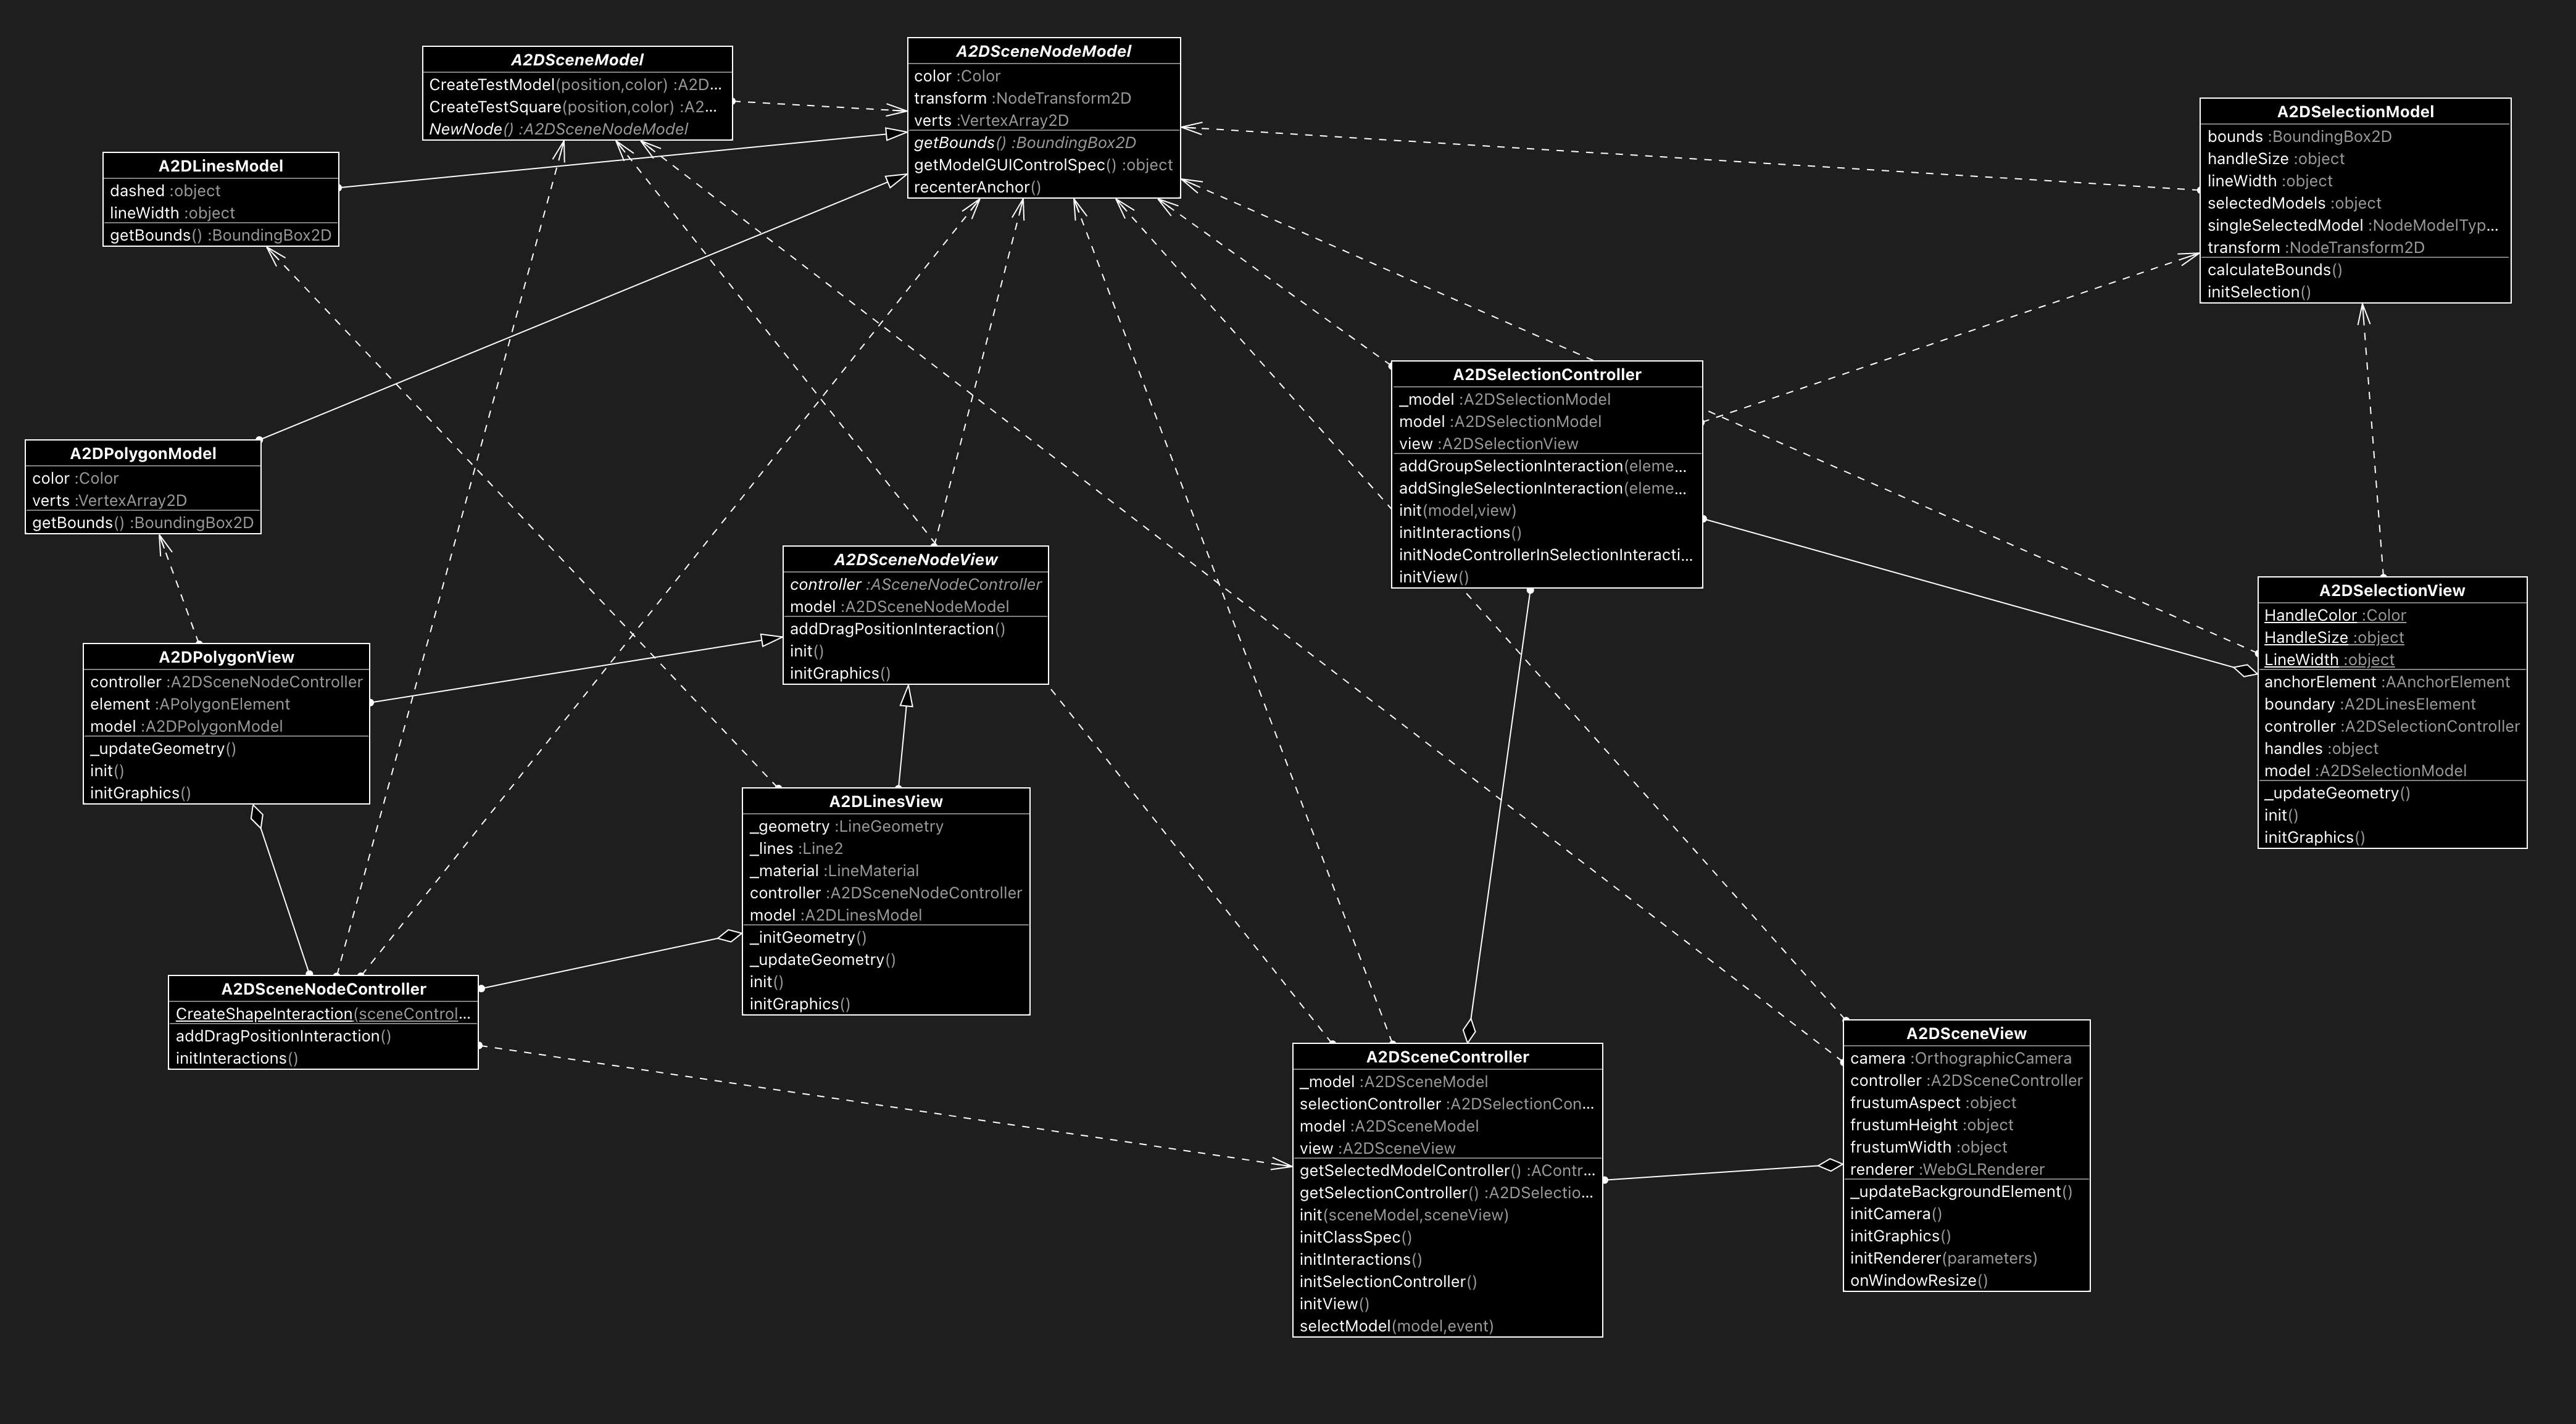 A2DSceneModel
CreateTestModel(position,color) :A2D...
CreateTestSquare(position,color) :A2...
NewNode() :A2DSceneNodeModel
A2DSceneNodeModel
color :Color
transform :NodeTransform2D
verts :VertexArray2D
getBounds() :BoundingBox2D
getModelGUIControlSpec() :object
recenterAnchor()
A2DSelectionModel
bounds :BoundingBox2D
handleSize :object
lineWidth :object
selectedModels :object
singleSelectedModel :NodeModelTyp...
transform :NodeTransform2D
calculateBounds()
initSelection()
A2DLinesModel
dashed :object
lineWidth :object
getBounds() :BoundingBox2D
A2DSelectionController
_model :A2DSelectionModel
model :A2DSelectionModel
view :A2DSelectionView
addGroupSelectionInteraction(eleme...
addSingleSelectionInteraction(eleme...
init(model,view)
initInteractions()
initNodeControllerInSelectionInteracti...
initView()
A2DPolygonModel
color :Color
verts :VertexArray2D
getBounds() :BoundingBox2D
A2DSceneNodeView
controller :ASceneNodeController
model :A2DSceneNodeModel
addDragPositionInteraction()
init()
initGraphics()
A2DSelectionView
HandleColor :Color
HandleSize :object
LineWidth :object
anchorElement :AAnchorElement
boundary :A2DLinesElement
controller :A2DSelectionController
handles :object
model :A2DSelectionModel
_updateGeometry()
init()
initGraphics()
A2DPolygonView
controller :A2DSceneNodeController
element :APolygonElement
model :A2DPolygonModel
_updateGeometry()
init()
initGraphics()
A2DLinesView
_geometry :LineGeometry
_lines :Line2
_material :LineMaterial
controller :A2DSceneNodeController
model :A2DLinesModel
_initGeometry()
_updateGeometry()
init()
initGraphics()
A2DSceneNodeController
CreateShapeInteraction(sceneControl...
addDragPositionInteraction()
initInteractions()
A2DSceneController
_model :A2DSceneModel
selectionController :A2DSelectionCon...
model :A2DSceneModel
view :A2DSceneView
getSelectedModelController() :AContr...
getSelectionController() :A2DSelectio...
init(sceneModel,sceneView)
initClassSpec()
initInteractions()
initSelectionController()
initView()
selectModel(model,event)
A2DSceneView
camera :OrthographicCamera
controller :A2DSceneController
frustumAspect :object
frustumHeight :object
frustumWidth :object
renderer :WebGLRenderer
_updateBackgroundElement()
initCamera()
initGraphics()
initRenderer(parameters)
onWindowResize()